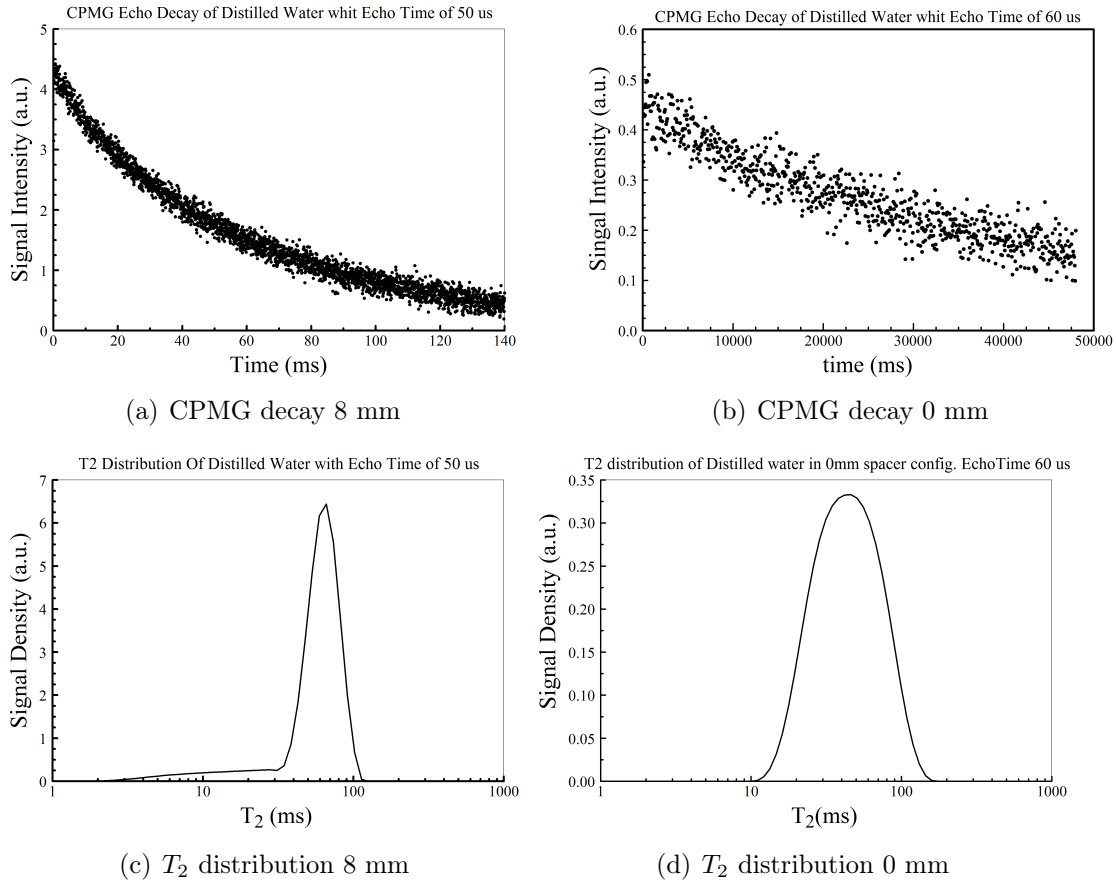 CPMG Echo Decay of Distilled Water whit Echo Time of 50 us
Signal Intensity (a.u.)
5
4
3
2
1
0
0 20 40 60 80 100 120 140
Time (ms)
(a) CPMG decay 8 mm
CPMG Echo Decay of Distilled Water whit Echo Time of 60 us
Singal Intensity (a.u.)
0.6
0.5
0.4
0.3
0.2
0.1
0.0
0 10000 20000 30000 40000 50000
time (ms)
(b) CPMG decay 0 mm
T2 Distribution Of Distilled Water with Echo Time of 50 us
Signal Density (a.u.)
7
6
5
4
3
2
1
0
1 10 100 1000
T2 (ms)
(c) T2 distribution 8 mm
T2 distribution of Distilled water in 0mm spacer config. EchoTime 60 us
Signal Density (a.u.)
0.35
0.30
0.25
0.20
0.15
0.10
0.05
0.00
1 10 100 1000
T2(ms)
(d) T2 distribution 0 mm